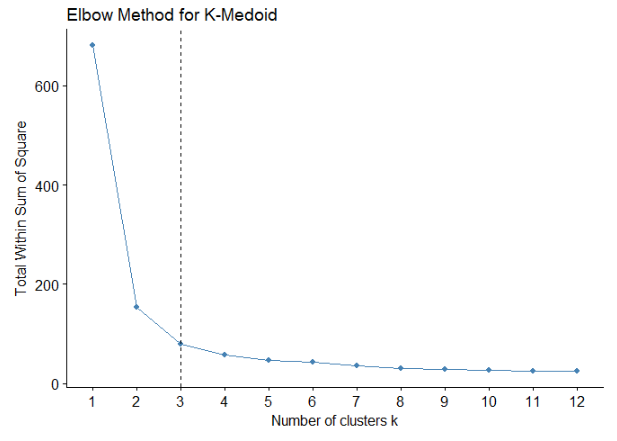 Elbow Method for K-Medoid
Total Within Sum of Square
600
400
200
0
1 2 3 4 5 6 7 8 9 10 11 12
Number of clusters k